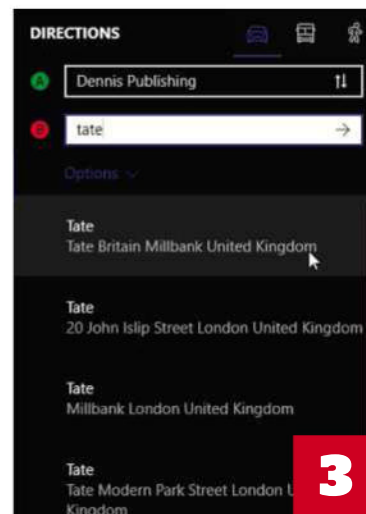 DIRECTIONS
A
Dennis Publishing
B
tate
Options
Tate
Tate Britain Millbank United Kingdom
Tate
20 John Islip Street London United Kingdom
Tate
Millbank London United Kingdom
Tate
Tate Modern Park Street London
Kingdom
3